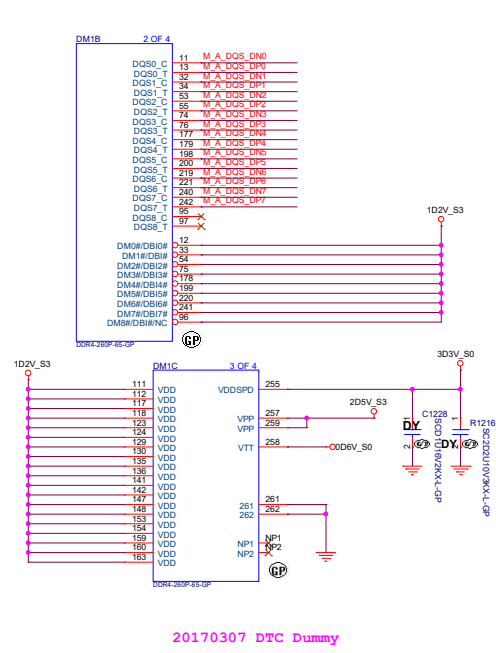 DM1B 2 OF 4
DQS0_C 11 M_A_DQS_DN0
DQS0_T 13 M_A_DQS_DP0
DQS1_C 32 M_A_DQS_DN1
DQS1_T 34 M_A_DQS_DP1
DQS2_C 53 M_A_DQS_DN2
DQS2_T 55 M_A_DQS_DP2
DQS3_C 74 M_A_DQS_DN3
DQS3_T 76 M_A_DQS_DP3
DQS4_C 177 M_A_DQS_DN4
DQS4_T 179 M_A_DQS_DP4
DQS5_C 198 M_A_DQS_DN5
DQS5_T 200 M_A_DQS_DP5
DQS6_C 219 M_A_DQS_DN6
DQS6_T 221 M_A_DQS_DP6
DQS7_C 240 M_A_DQS_DN7
DQS7_T 242 M_A_DQS_DP7
DQS8_C 95
DQS8_T 97
1D2V_S3
DM0#/DBI0# 12
DM1#/DBI# 33
DM2#/DBI2# 54
DM3#/DBI3# 75
DM4#/DBI4# 178
DM5#/DBI5# 199
DM6#/DBI6# 220
DM7#/DBI7# 241
DM8#/DBI#/NC 96
DDR4-260P-65-GP
GP
1D2V_S3
DM1C 3 OF 4
3D3V_S0
111 VDD
112 VDD
117 VDD
118 VDD
123 VDD
124 VDD
129 VDD
130 VDD
135 VDD
136 VDD
141 VDD
142 VDD
147 VDD
148 VDD
153 VDD
154 VDD
159 VDD
160 VDD
163 VDD
VDDSPD 255
2D5V_S3
VPP 257
VPP 259
VTT 258 0D6V_S0
261 261
262 262
NP1 NP1
NP2 NP2
DDR4-260P-65-GP
GP
C1228
1
DY
2
R1216
1
DY
2
20170307 DTC Dummy